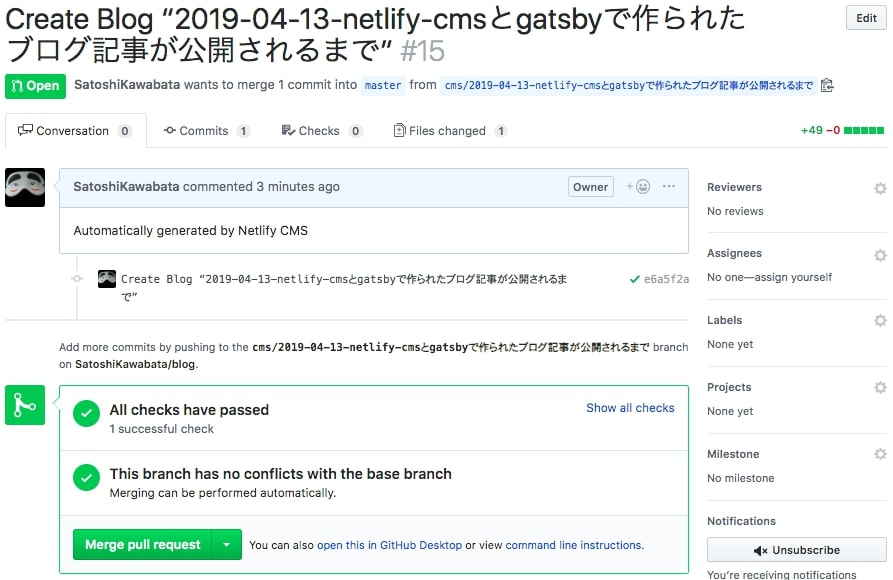 Create Blog “2019-04-13-netlify-cmsとgatsbyで作られた
ブログ記事が公開されるまで” #15
Edit
Open SatoshiKawabata wants to merge 1 commit into master from cms/2019-04-13-netlify-cmsとgatsbyで作られたブログ記事が公開されるまで
Conversation 0 Commits 1 Checks 0 Files changed 1 +49 −0
SatoshiKawabata commented 3 minutes ago Owner
Automatically generated by Netlify CMS
Create Blog “2019-04-13-netlify-cmsとgatsbyで作られたブログ記事が公開されるま
で”
e6a5f2a
Add more commits by pushing to the cms/2019-04-13-netlify-cmsとgatsbyで作られたブログ記事が公開されるまで branch
on SatoshiKawabata/blog.
All checks have passed
1 successful check
Show all checks
This branch has no conflicts with the base branch
Merging can be performed automatically.
Merge pull request You can also open this in GitHub Desktop or view command line instructions.
Reviewers
No reviews
Assignees
No one—assign yourself
Labels
None yet
Projects
None yet
Milestone
No milestone
Notifications
Unsubscribe
You’re receiving notifications